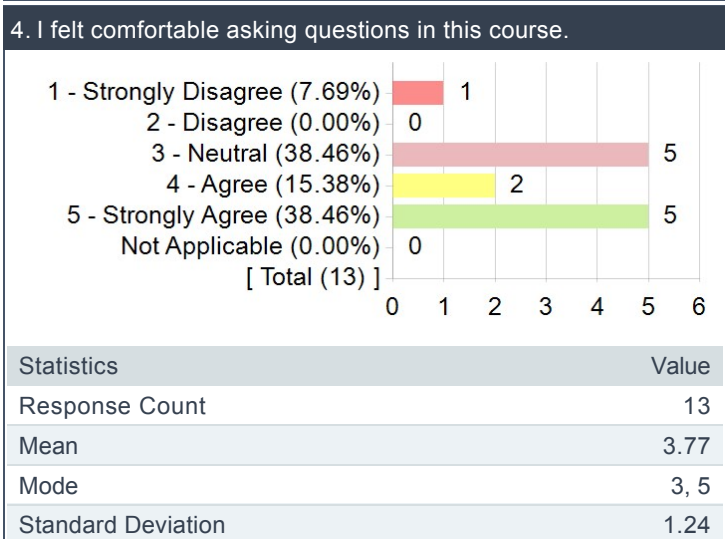 4. I felt comfortable asking questions in this course.
1 - Strongly Disagree (7.69%) 1
2 - Disagree (0.00%) 0
3 - Neutral (38.46%) 5
4 - Agree (15.38%) 2
5 - Strongly Agree (38.46%) 5
Not Applicable (0.00%) 0
[ Total (13) ]
0 1 2 3 4 5 6
Statistics Value
Response Count 13
Mean 3.77
Mode 3, 5
Standard Deviation 1.24